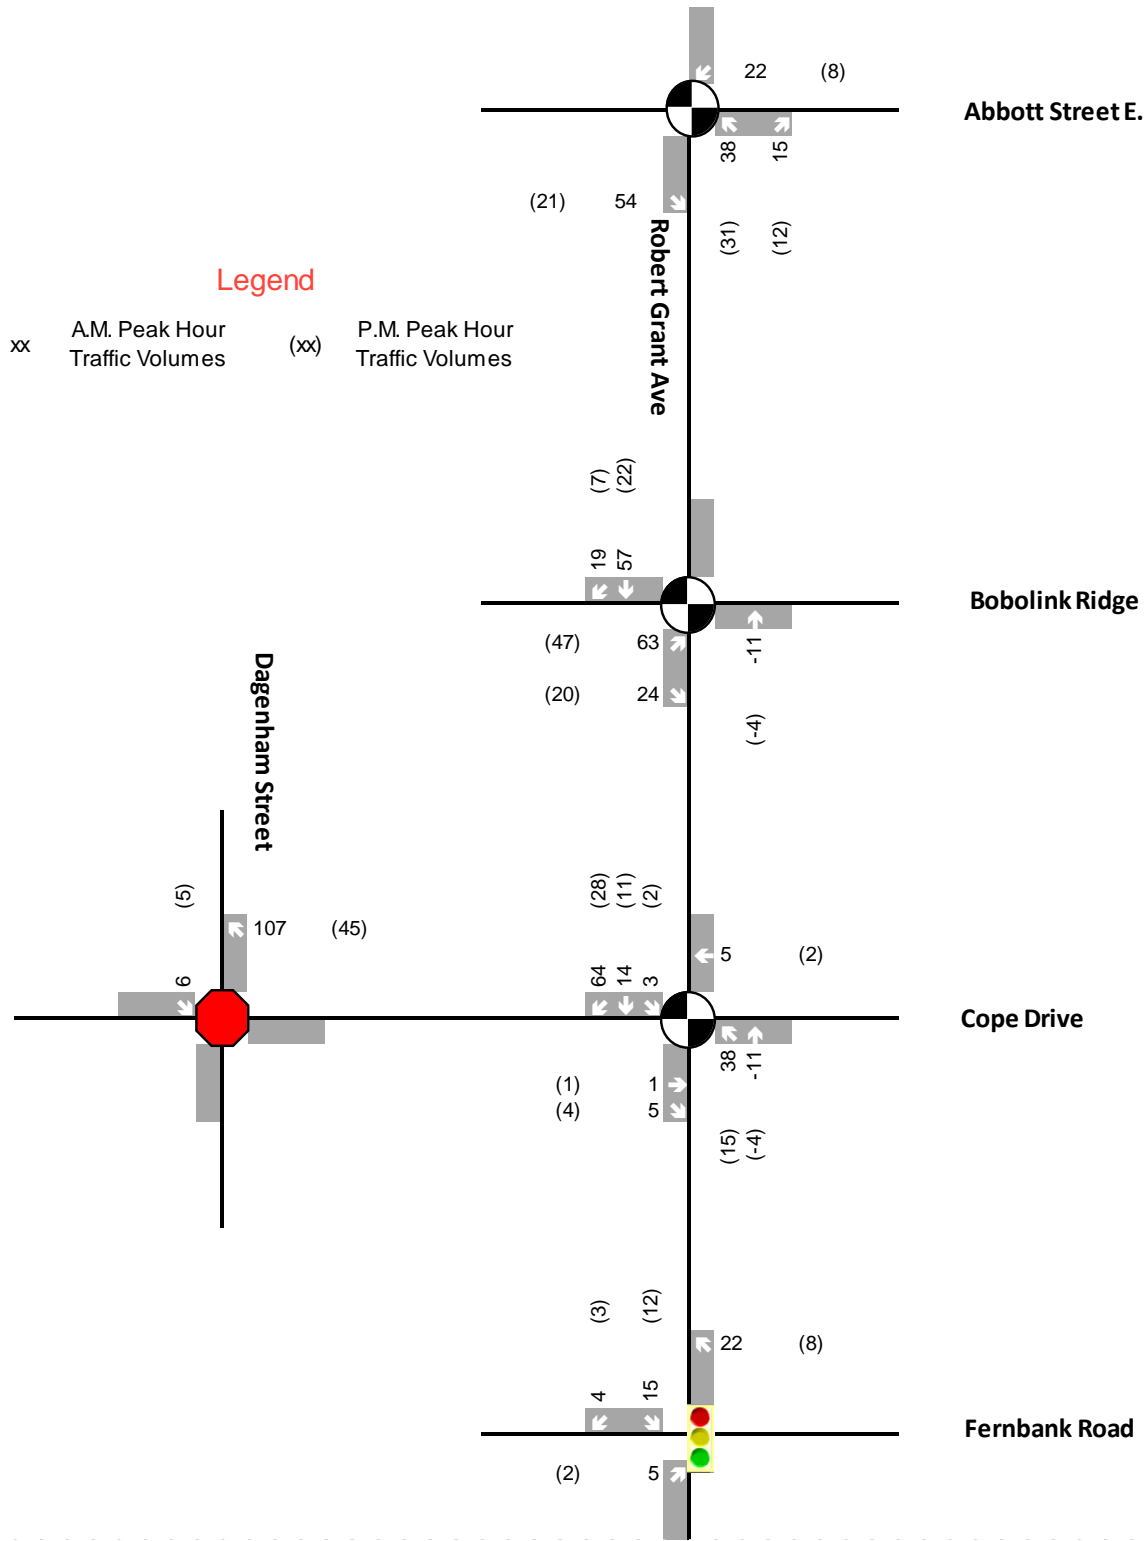 22 (8)
Abbott Street E.
38 15
(21) 54
(31) (12)
Robert Grant Ave
Legend
xx A.M. Peak Hour Traffic Volumes (xx) P.M. Peak Hour Traffic Volumes
(7) (22)
19 57
Bobolink Ridge
(47) 63
-11
(20) 24
(-4)
Dagenham Street
(5)
107 (45)
6
(28) (11) (2)
5 (2)
64 14 3
Cope Drive
38 -11
(1) 1
(4) 5
(15) (-4)
(3) (12)
22 (8)
4 15
Fernbank Road
(2) 5